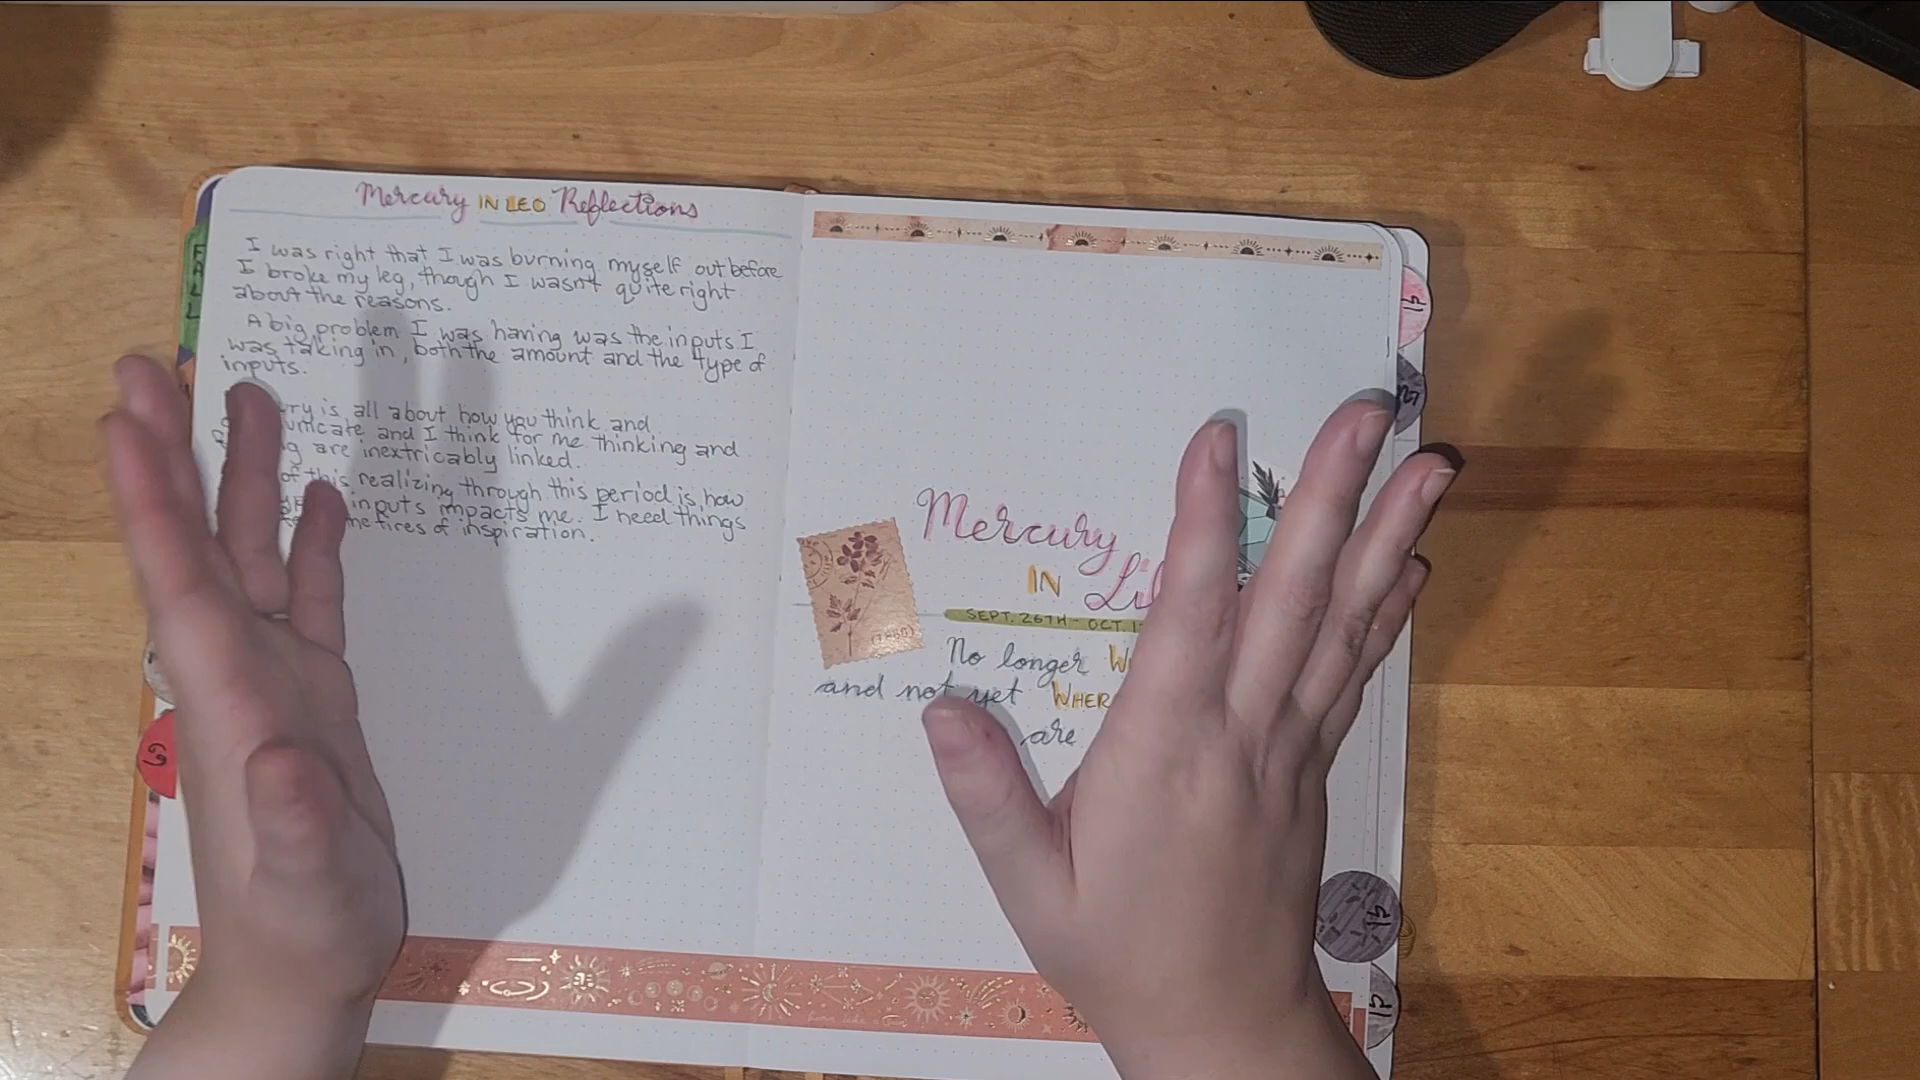 Mercury IN LEO Reflections
I was right that I was burning myself out before
I broke my leg, though I wasn't quite right
about the reasons.
A big problem I was having was the inputs I
was taking in, both the amount and the type of
inputs.
is all about how you think and
and I think for me thinking and
are inextricably linked.
of this realizing through this period is how
inputs impacts me. I need things
fires of inspiration.
FALL
Mercury
IN
SEPT. 26TH - OCT.
No longer
and not yet
are